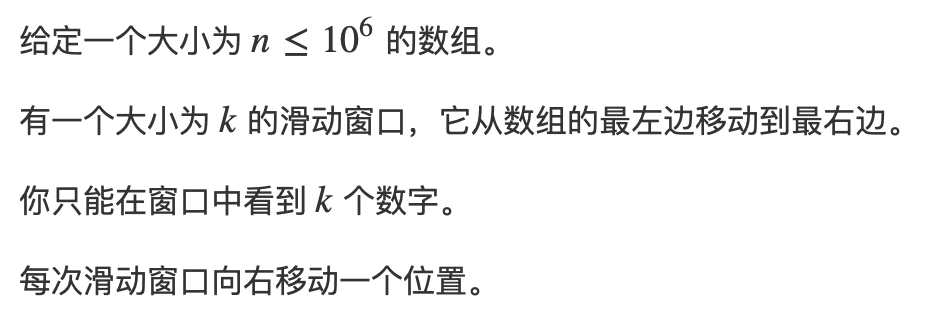 给定一个大小为 n ≤ 10⁶ 的数组。
有一个大小为 k 的滑动窗口，它从数组的最左边移动到最右边。
你只能在窗口中看到 k 个数字。
每次滑动窗口向右移动一个位置。